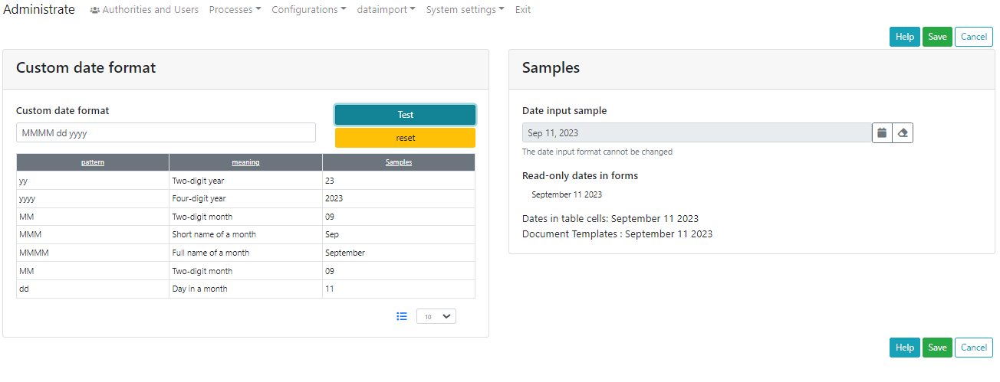 Administrate Authorities and Users Processes Configurations dataimport System settings Exit
Help Save Cancel
Custom date format
Custom date format
MMMM dd yyyy
Test
reset
pattern meaning Samples
yy Two-digit year 23
yyyy Four-digit year 2023
MM Two-digit month 09
MMM Short name of a month Sep
MMMM Full name of a month September
MM Two-digit month 09
dd Day in a month 11
10
Samples
Date input sample
Sep 11, 2023
The date input format cannot be changed
Read-only dates in forms
September 11 2023
Dates in table cells: September 11 2023
Document Templates : September 11 2023
Help Save Cancel